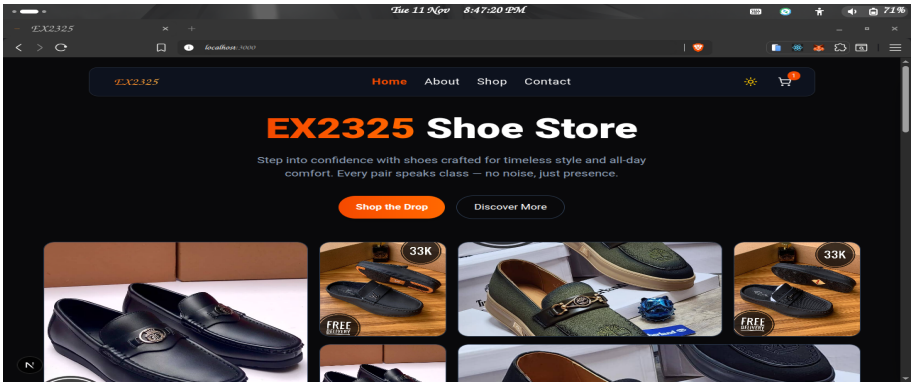 Tue 11 Nov 8:47:20 PM
71%
EX2325
localhost:3000
EX2325
Home About Shop Contact
1
EX2325 Shoe Store
Step into confidence with shoes crafted for timeless style and all-day
comfort. Every pair speaks class — no noise, just presence.
Shop the Drop
Discover More
33K
FREE
DELIVERY
33K
FREE
DELIVERY
N